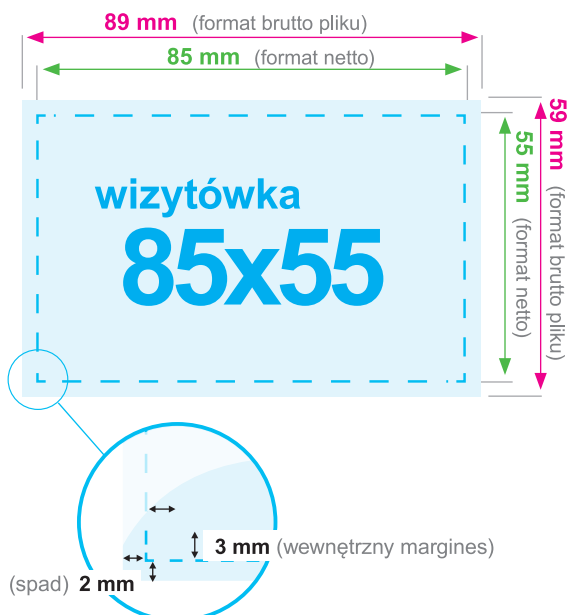 89 mm (format brutto pliku)
85 mm (format netto)
59 mm (format brutto pliku)
55 mm (format netto)
wizytówka
85x55
3 mm (wewnętrzny margines)
(spad) 2 mm